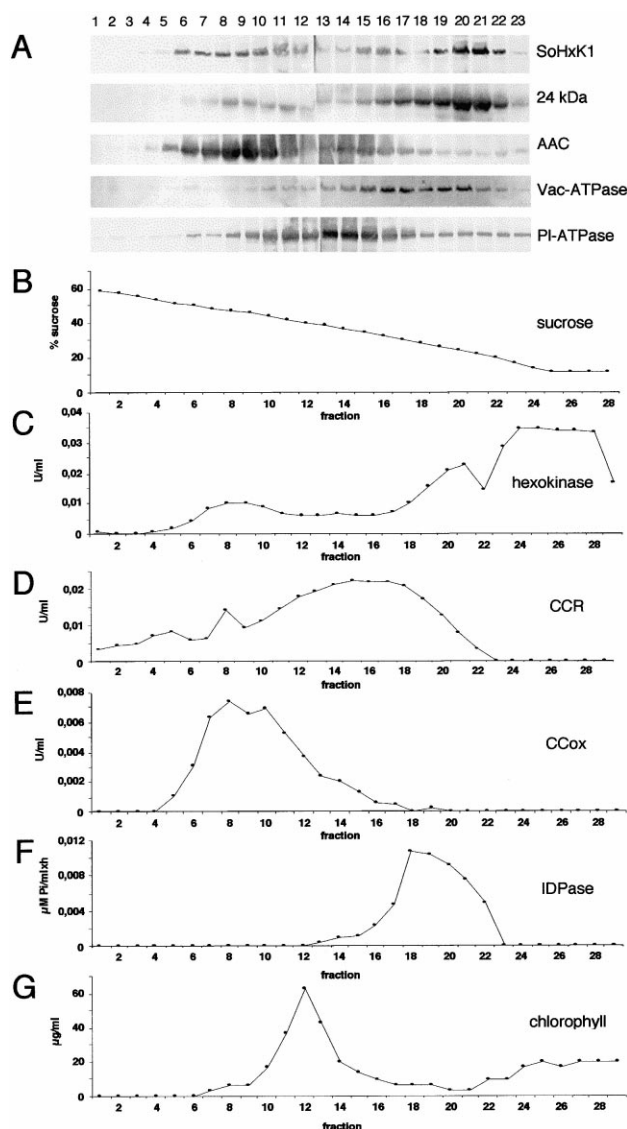 1 2 3 4 5 6 7 8 9 10 11 12 13 14 15 16 17 18 19 20 21 22 23
A
SoHxK1
24 kDa
AAC
Vac-ATPase
Pl-ATPase
B
60
40
20
0
% sucrose
sucrose
2 4 6 8 10 12 14 16 18 20 22 24 26 28
fraction
C
0,04
0,03
0,02
0,01
0
U/ml
hexokinase
2 4 6 8 10 12 14 16 18 20 22 24 26 28
fraction
D
0,02
0,01
0
U/ml
CCR
2 4 6 8 10 12 14 16 18 20 22 24 26 28
fraction
E
0,008
0,006
0,004
0,002
0
U/ml
CCox
2 4 6 8 10 12 14 16 18 20 22 24 26 28
fraction
F
0,012
0,004
0
µM Pi/mlxh
IDPase
2 4 6 8 10 12 14 16 18 20 22 24 26 28
fraction
G
60
40
20
0
µg/ml
chlorophyll
2 4 6 8 10 12 14 16 18 20 22 24 26 28
fraction